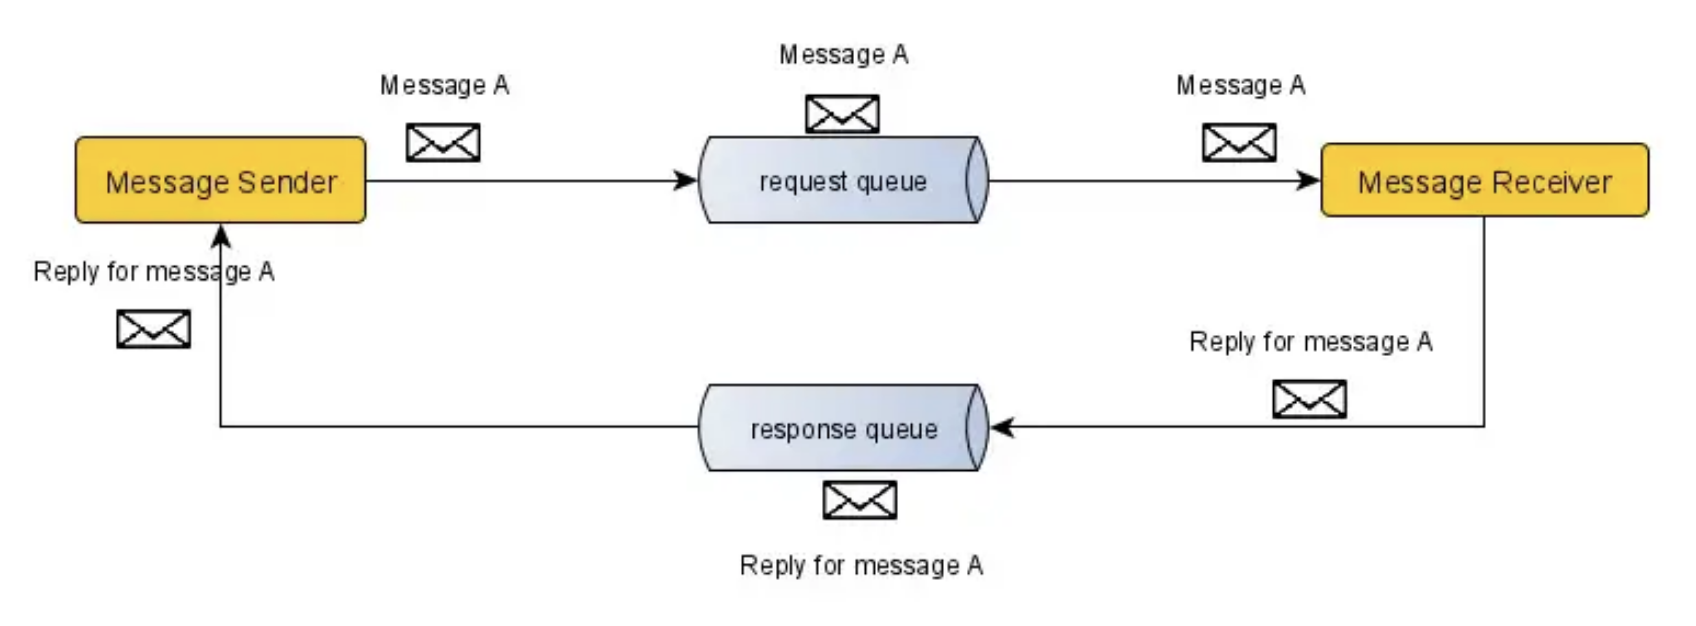 Message A
Message A
Message A
Message Sender
request queue
Message Receiver
Reply for message A
Reply for message A
response queue
Reply for message A